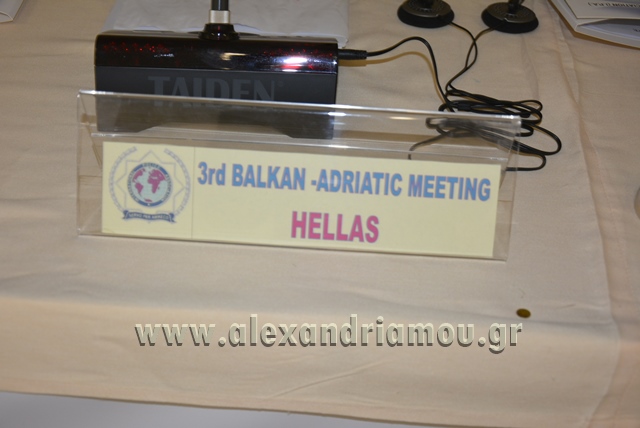 TAIDEN
3rd BALKAN -ADRIATIC MEETING
HELLAS
www.alexandriamou.gr